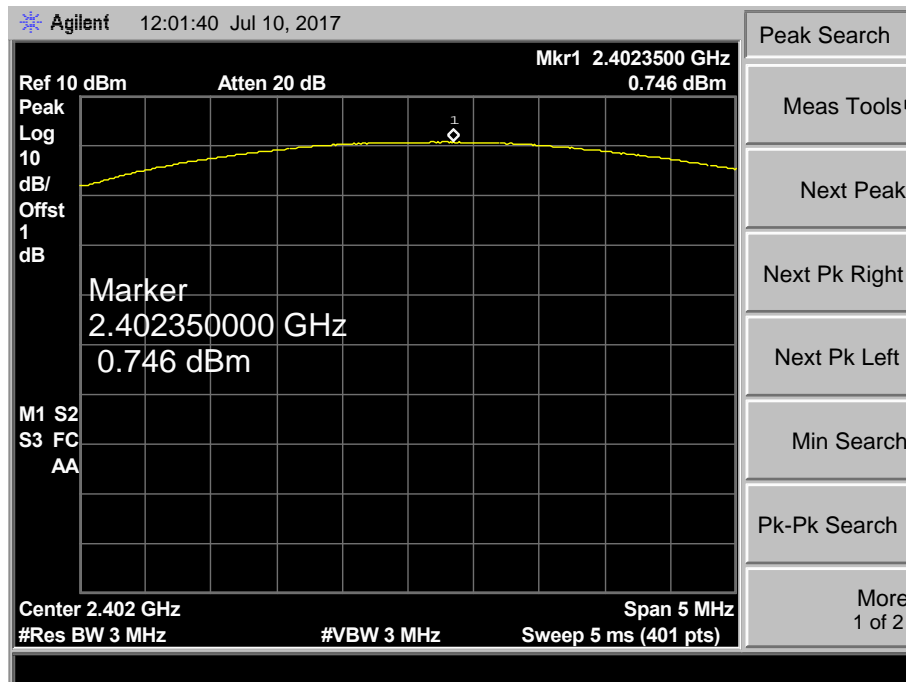 Agilent 12:01:40 Jul 10, 2017
Peak Search
Mkr1 2.4023500 GHz
Ref 10 dBm Atten 20 dB 0.746 dBm
Peak
Log
10
dB/
Offst
1
dB
1
Marker
2.402350000 GHz
0.746 dBm
M1 S2
S3 FC
AA
Center 2.402 GHz Span 5 MHz
#Res BW 3 MHz #VBW 3 MHz Sweep 5 ms (401 pts)
Meas Tools
Next Peak
Next Pk Right
Next Pk Left
Min Search
Pk-Pk Search
More
1 of 2